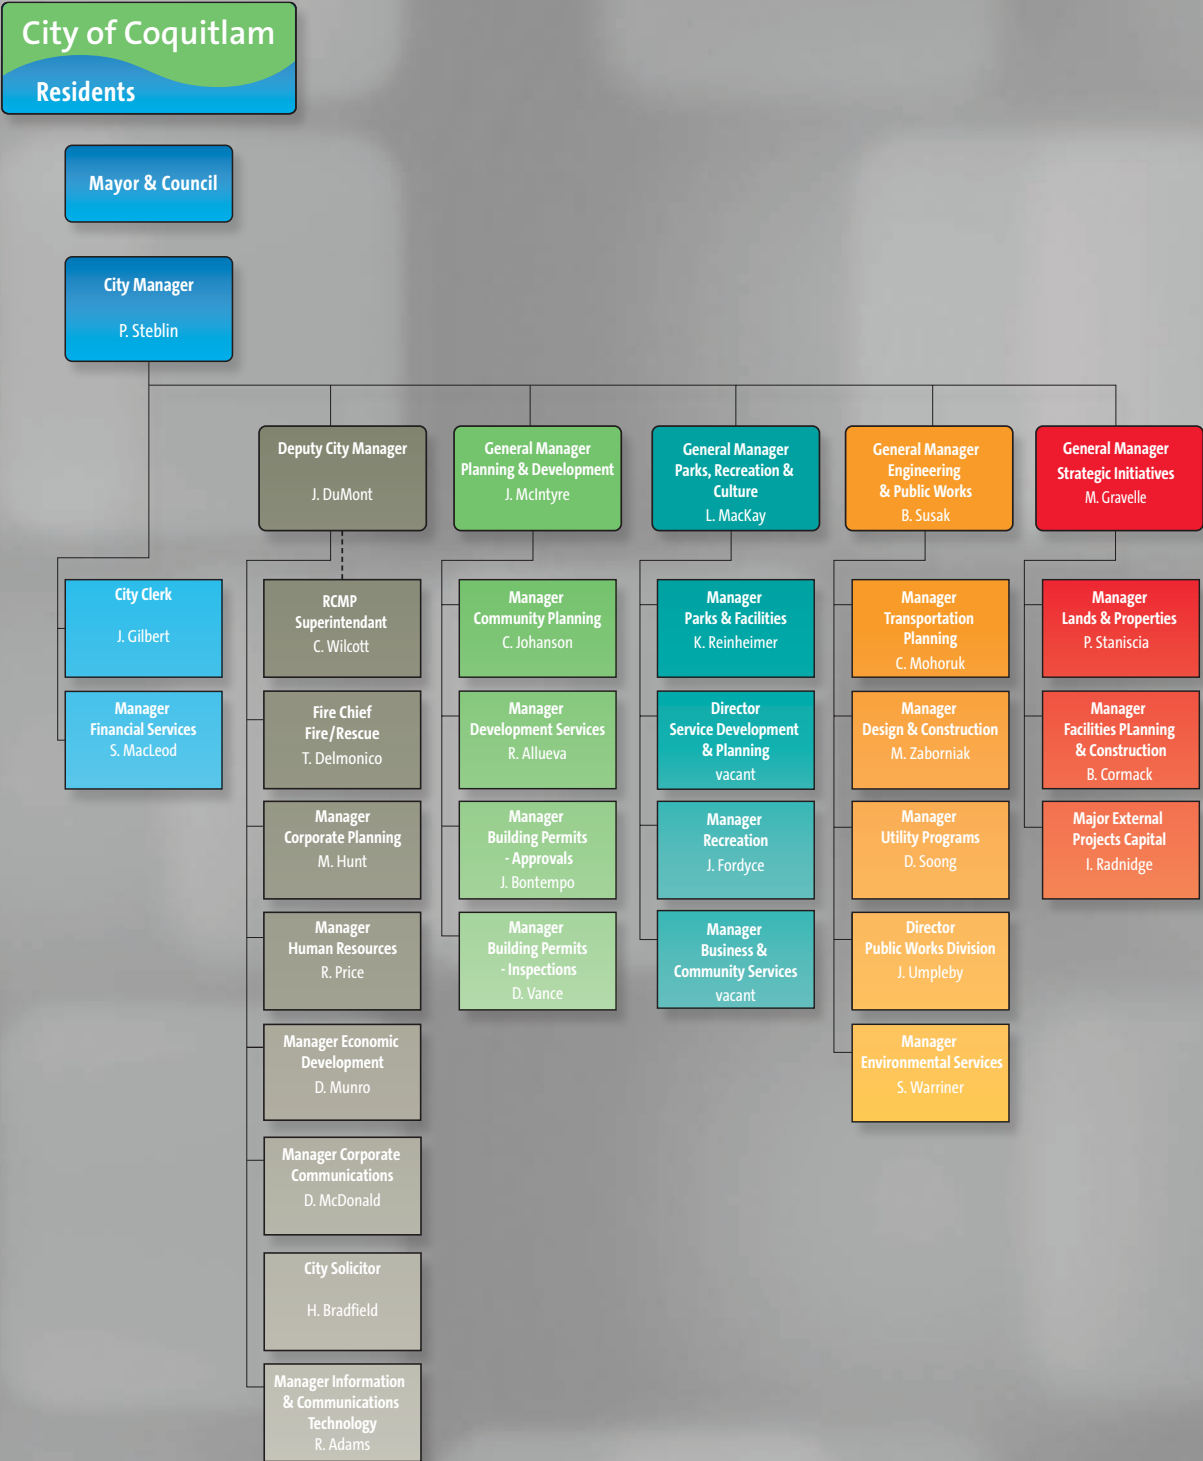 City of Coquitlam
Residents
Mayor & Council
City Manager
P. Steblin
Deputy City Manager
J. DuMont
General Manager
Planning & Development
J. McIntyre
General Manager
Parks, Recreation &
Culture
L. MacKay
General Manager
Engineering
& Public Works
B. Susak
General Manager
Strategic Initiatives
M. Gravelle
City Clerk
J. Gilbert
Manager
Financial Services
S. MacLeod
RCMP
Superintendant
C. Wilcott
Fire Chief
Fire/Rescue
T. Delmonico
Manager
Corporate Planning
M. Hunt
Manager
Human Resources
R. Price
Manager Economic
Development
D. Munro
Manager Corporate
Communications
D. McDonald
City Solicitor
H. Bradfield
Manager Information
& Communications
Technology
R. Adams
Manager
Community Planning
C. Johanson
Manager
Development Services
R. Allueva
Manager
Building Permits
- Approvals
J. Bontempo
Manager
Building Permits
- Inspections
D. Vance
Manager
Parks & Facilities
K. Reinheimer
Director
Service Development
& Planning
vacant
Manager
Recreation
J. Fordyce
Manager
Business &
Community Services
vacant
Manager
Transportation
Planning
C. Mohoruk
Manager
Design & Construction
M. Zaborniak
Manager
Utility Programs
D. Soong
Director
Public Works Division
J. Umpleby
Manager
Environmental Services
S. Warriner
Manager
Lands & Properties
P. Staniscia
Manager
Facilities PLanning
& Construction
B. Cormack
Major External
Projects Capital
I. Radnidge